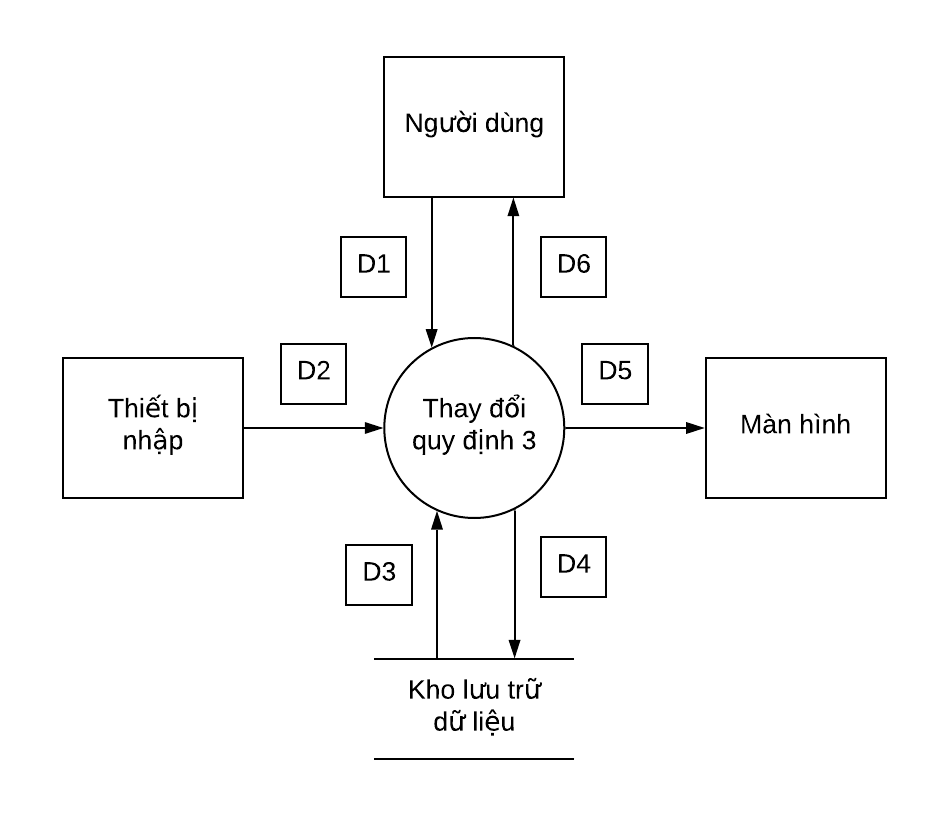 Người dùng
D1
D6
D2
D5
Thiết bị
nhập
Thay đổi
quy định 3
Màn hình
D3
D4
Kho lưu trữ
dữ liệu